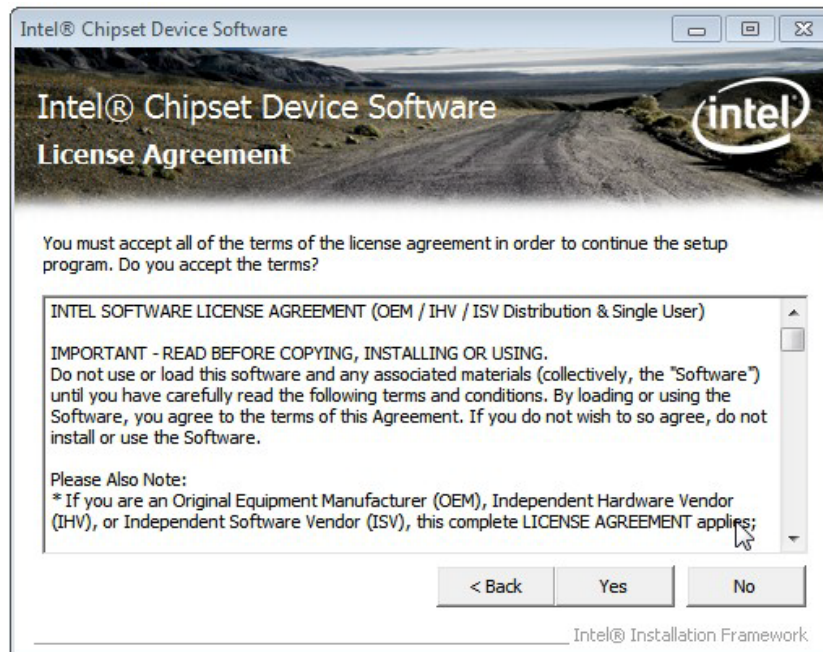 Intel® Chipset Device Software
Intel® Chipset Device Software
intel
License Agreement
You must accept all of the terms of the license agreement in order to continue the setup
program. Do you accept the terms?
INTEL SOFTWARE LICENSE AGREEMENT (OEM / IHV / ISV Distribution & Single User)
IMPORTANT - READ BEFORE COPYING, INSTALLING OR USING.
Do not use or load this software and any associated materials (collectively, the "Software")
until you have carefully read the following terms and conditions. By loading or using the
Software, you agree to the terms of this Agreement. If you do not wish to so agree, do not
install or use the Software.
Please Also Note:
* If you are an Original Equipment Manufacturer (OEM), Independent Hardware Vendor
(IHV), or Independent Software Vendor (ISV), this complete LICENSE AGREEMENT applies;
< Back Yes No
Intel® Installation Framework